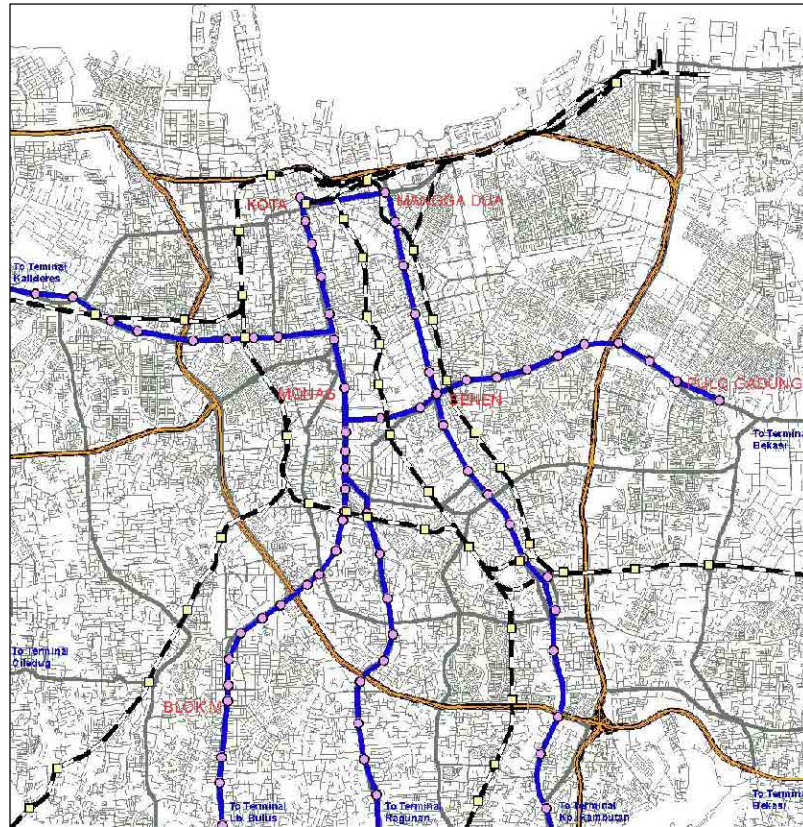 KOTA
MANGGA DUA
To Teminal
Kalideres
MONAS
SENEN
PULO GADUNG
To Terminal
Bekasi
To Terminal
Ciledug
BLOK M
To Terminal
Lb. Bulus
To Terminal
Ragunan
To Terminal
Kp. Rambutan
To Terminal
Bekasi